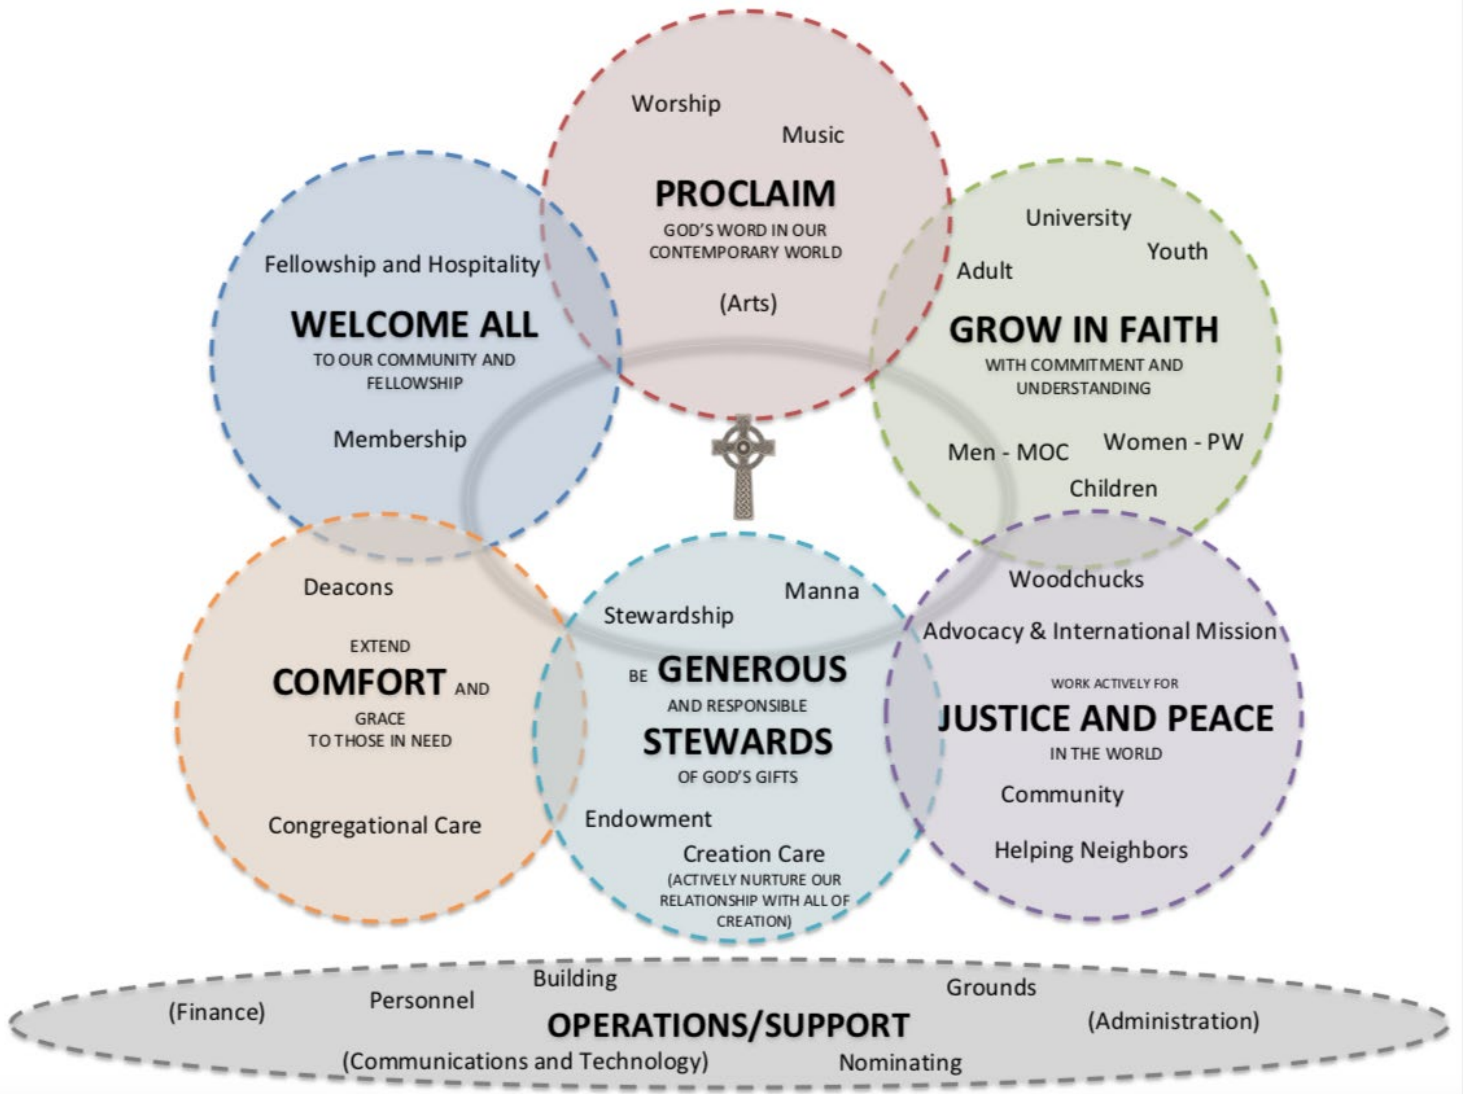 Worship
Music
PROCLAIM
GOD'S WORD IN OUR
CONTEMPORARY WORLD
(Arts)
Fellowship and Hospitality
WELCOME ALL
TO OUR COMMUNITY AND
FELLOWSHIP
Membership
University
Youth
Adult
GROW IN FAITH
WITH COMMITMENT AND
UNDERSTANDING
Men - MOC
Women - PW
Children
Deacons
EXTEND
COMFORT AND
GRACE
TO THOSE IN NEED
Congregational Care
Manna
Stewardship
BE GENEROUS
AND RESPONSIBLE
STEWARDS
OF GOD'S GIFTS
Endowment
Creation Care
(ACTIVELY NURTURE OUR
RELATIONSHIP WITH ALL OF
CREATION)
Woodchucks
Advocacy & International Mission
WORK ACTIVELY FOR
JUSTICE AND PEACE
IN THE WORLD
Community
Helping Neighbors
Building
Grounds
Personnel
(Finance)
OPERATIONS/SUPPORT
(Administration)
(Communications and Technology)
Nominating